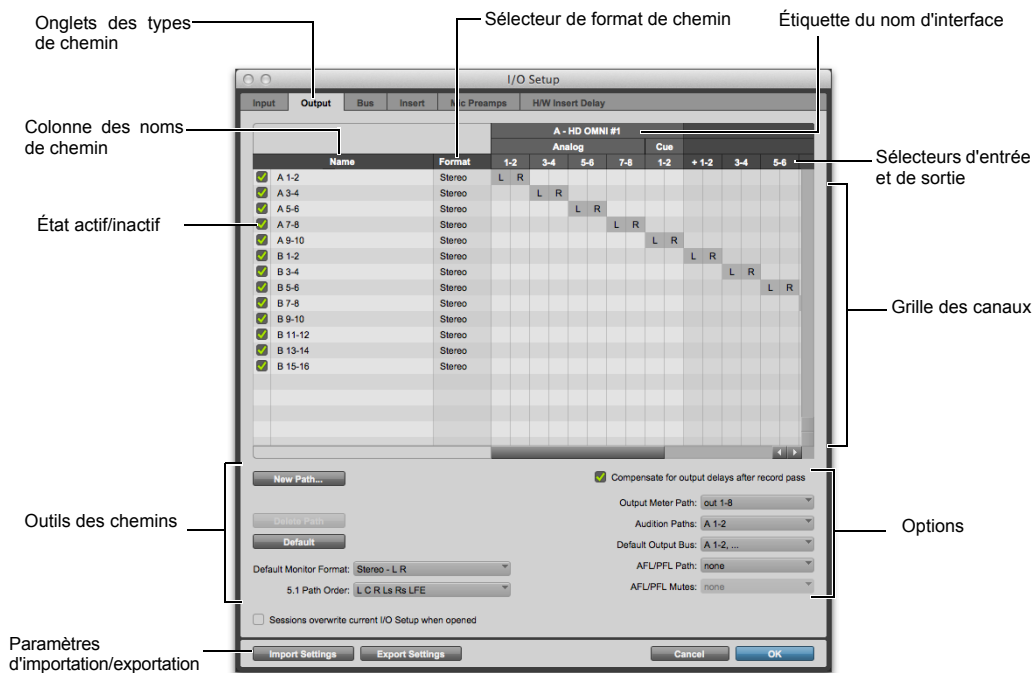 Onglets des types
de chemin
Sélecteur de format de chemin
Étiquette du nom d'interface
I/O Setup
Input Output Bus Insert Mic Preamps H/W Insert Delay
Colonne des noms
de chemin
A - HD OMNI #1
Analog Cue
Name Format 1-2 3-4 5-6 7-8 1-2 + 1-2 3-4 5-6
Sélecteurs d'entrée
et de sortie
A 1-2 Stereo L R
A 3-4 Stereo L R
A 5-6 Stereo L R
État actif/inactif
A 7-8 Stereo L R
A 9-10 Stereo L R
B 1-2 Stereo L R
B 3-4 Stereo L R
B 5-6 Stereo L R
B 7-8 Stereo
Grille des canaux
B 9-10 Stereo
B 11-12 Stereo
B 13-14 Stereo
B 15-16 Stereo
New Path...
Compensate for output delays after record pass
Output Meter Path: out 1-8
Outils des chemins
Delete Path
Audition Paths: A 1-2
Options
Default
Default Output Bus: A 1-2, ...
Default Monitor Format: Stereo - L R
AFL/PFL Path: none
5.1 Path Order: L C R Ls Rs LFE
AFL/PFL Mutes: none
Sessions overwrite current I/O Setup when opened
Paramètres
d'importation/exportation
Import Settings Export Settings Cancel OK